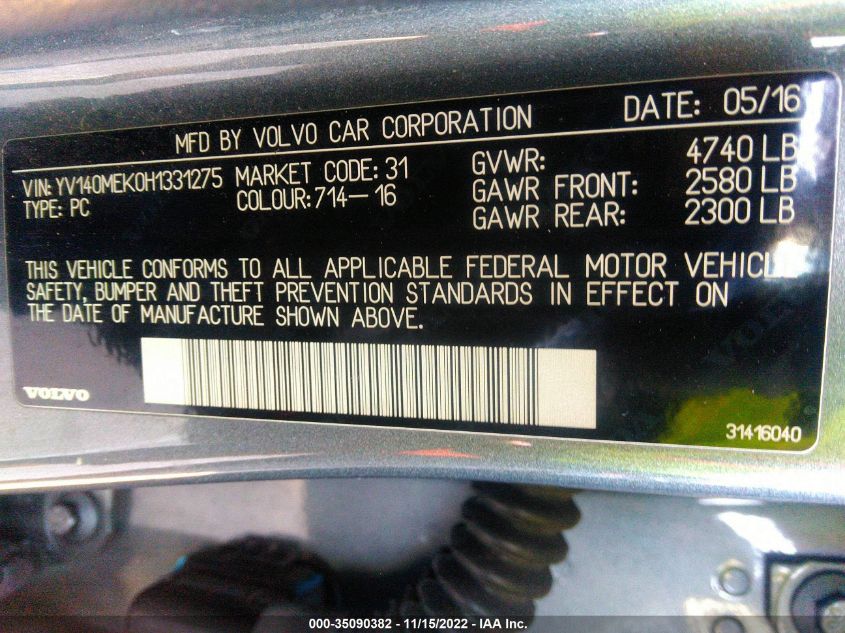 MFD BY VOLVO CAR CORPORATION DATE: 05/16
VIN: YV140MEK0H1331275 MARKET CODE: 31 GVWR: 4740 LB
TYPE: PC COLOUR: 714-16 GAWR FRONT: 2580 LB
GAWR REAR: 2300 LB
THIS VEHICLE CONFORMS TO ALL APPLICABLE FEDERAL MOTOR VEHICLE
SAFETY, BUMPER AND THEFT PREVENTION STANDARDS IN EFFECT ON
THE DATE OF MANUFACTURE SHOWN ABOVE.
VOLVO
31416040
000-35090382 - 11/15/2022 - IAA Inc.